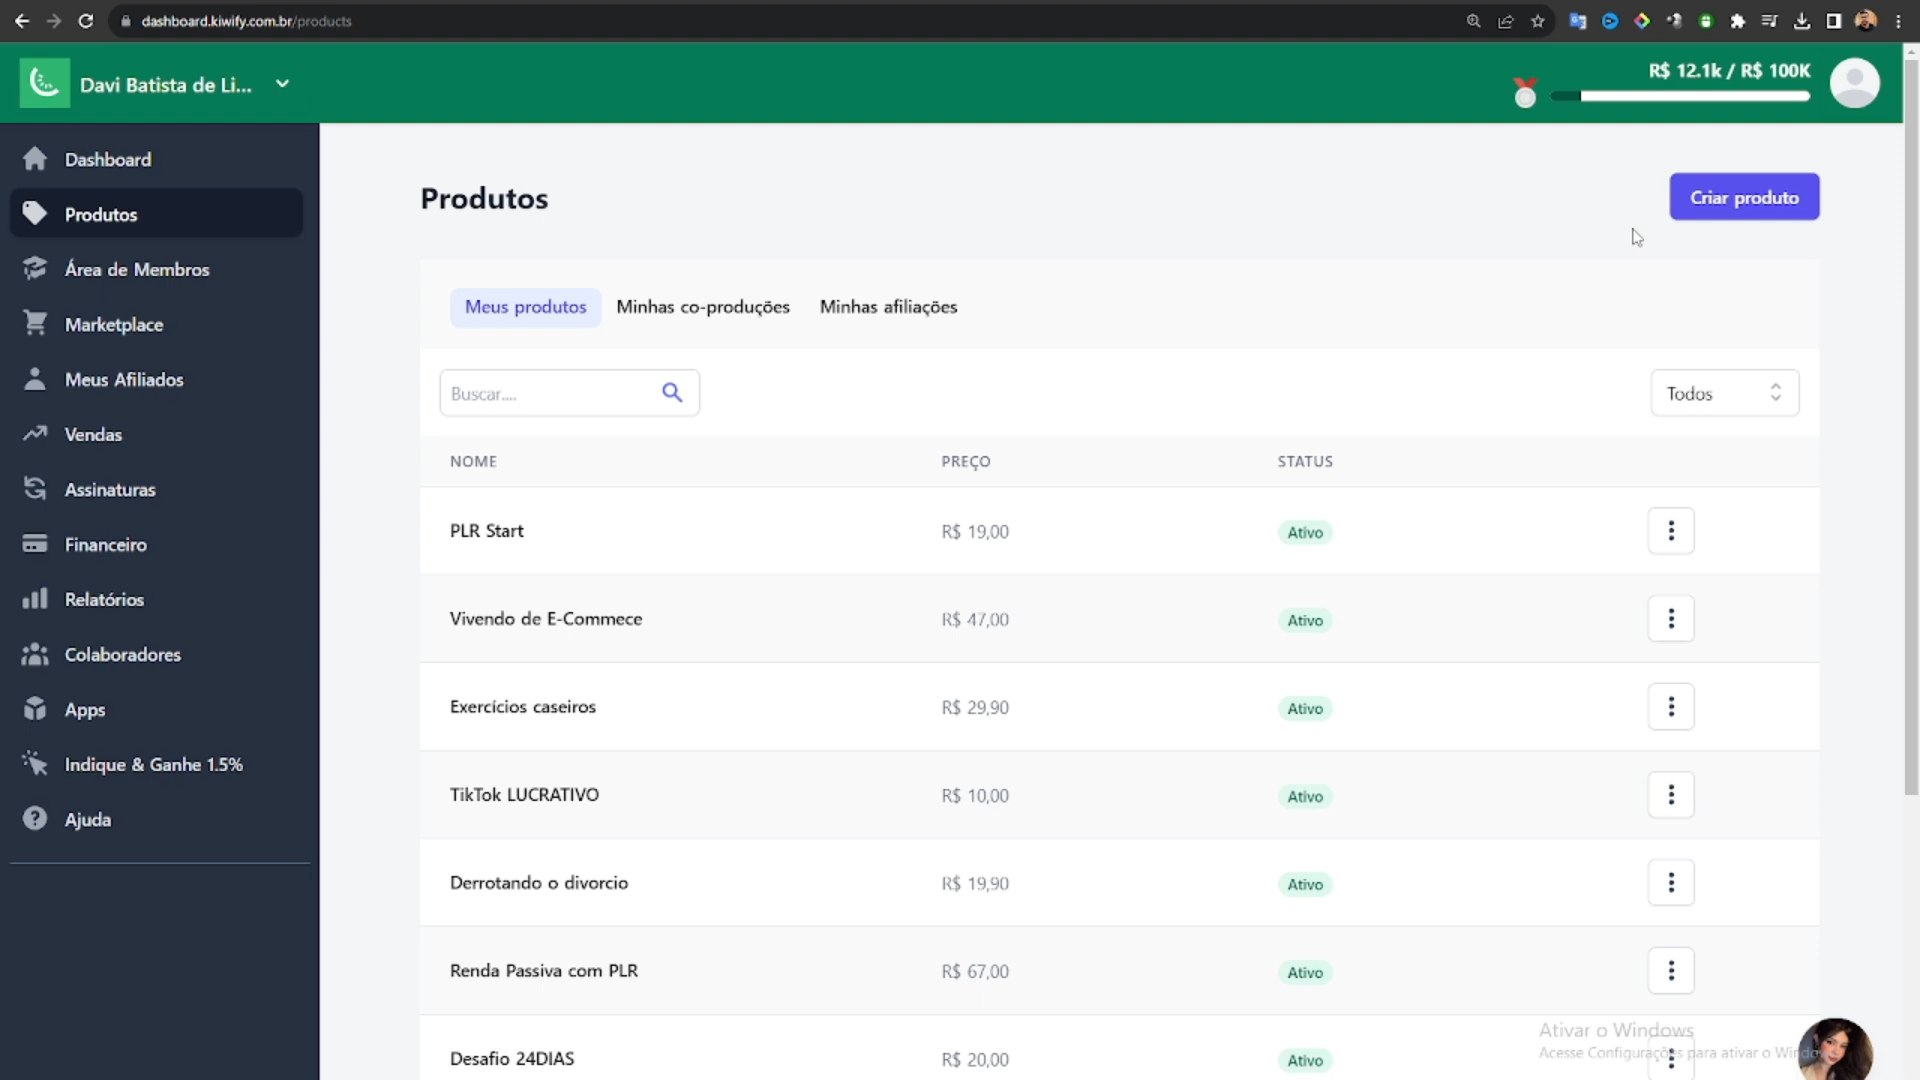 dashboard.kiwify.com.br/products
Davi Batista de Li...
R$ 12.1k / R$ 100K
Dashboard
Produtos
Área de Membros
Marketplace
Meus Afiliados
Vendas
Assinaturas
Financeiro
Relatórios
Colaboradores
Apps
Indique & Ganhe 1.5%
Ajuda
Produtos
Criar produto
Meus produtos Minhas co-produções Minhas afiliações
Buscar....
Todos
NOME PREÇO STATUS
PLR Start R$ 19,00 Ativo
Vivendo de E-Commece R$ 47,00 Ativo
Exercícios caseiros R$ 29,90 Ativo
TikTok LUCRATIVO R$ 10,00 Ativo
Derrotando o divorcio R$ 19,90 Ativo
Renda Passiva com PLR R$ 67,00 Ativo
Desafio 24DIAS R$ 20,00 Ativo
Ativar o Windows
Acesse Configurações para ativar o Windo